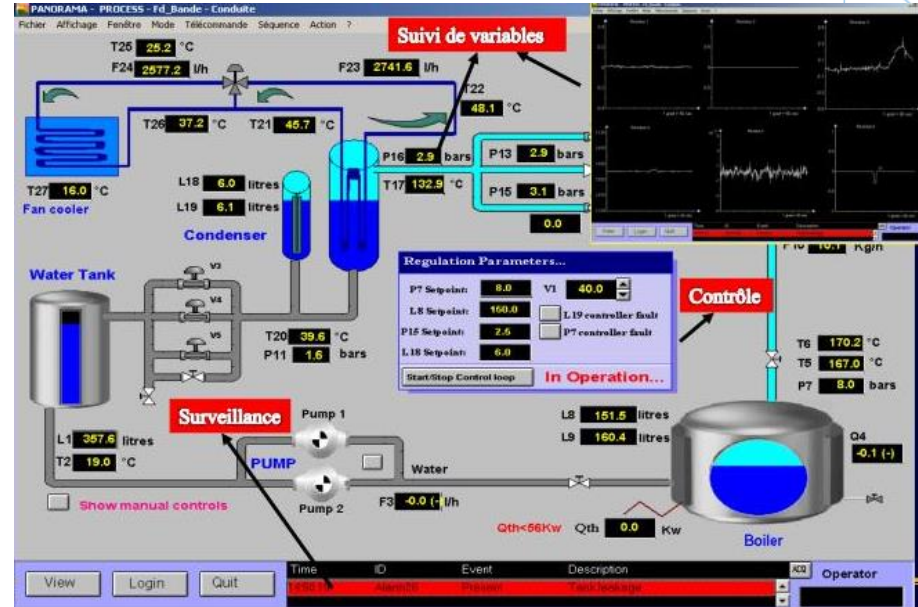 PANORAMA - PROCESS - Fd_Bande - Conduite
Fichier Affichage Fenêtre Mode Télécommande Séquence Action ?
Suivi de variables
T25 25.2 °C
F24 2577.2 l/h
F23 2741.6 l/h
T22
48.1 °C
T26 37.2 °C
T21 45.7 °C
P16 2.9 bars
P13 2.9 bars
T17 132.9 °C
P15 3.1 bars
0.0
T27 16.0 °C
Fan cooler
L18 6.0 litres
L19 6.1 litres
Condenser
Kg/h
Water Tank
V3
V4
V5
Regulation Parameters...
P7 Setpoint: 8.0 V1 40.0
L8 Setpoint: 160.0 L19 controller fault
P15 Setpoint: 2.6 P7 controller fault
L18 Setpoint: 6.0
Start/Stop Control loop In Operation...
Contrôle
T20 39.6 °C
P11 1.6 bars
T6 170.2 °C
T5 167.0 °C
P7 8.0 bars
Surveillance
Pump 1
L8 151.5 litres
L9 160.4 litres
Q4
-0.1 (-)
L1 357.6 litres
T2 19.0 °C
PUMP
Water
Show manual controls
Pump 2
F3 -0.0 (- l/h
Qth<56Kw Qth 0.0 Kw
Boiler
View Login Quit
Time ID Event Description ACQ Operator
Alarm26 Present Tank leakage